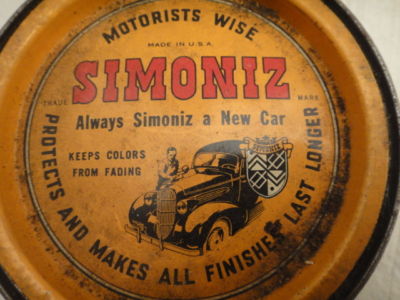 MOTORISTS WISE
MADE IN U.S.A.
SIMONIZ
TRADE MARK
Always Simoniz a New Car
KEEPS COLORS
FROM FADING
SIMONIZ
PROTECTS AND MAKES ALL FINISHES LAST LONGER